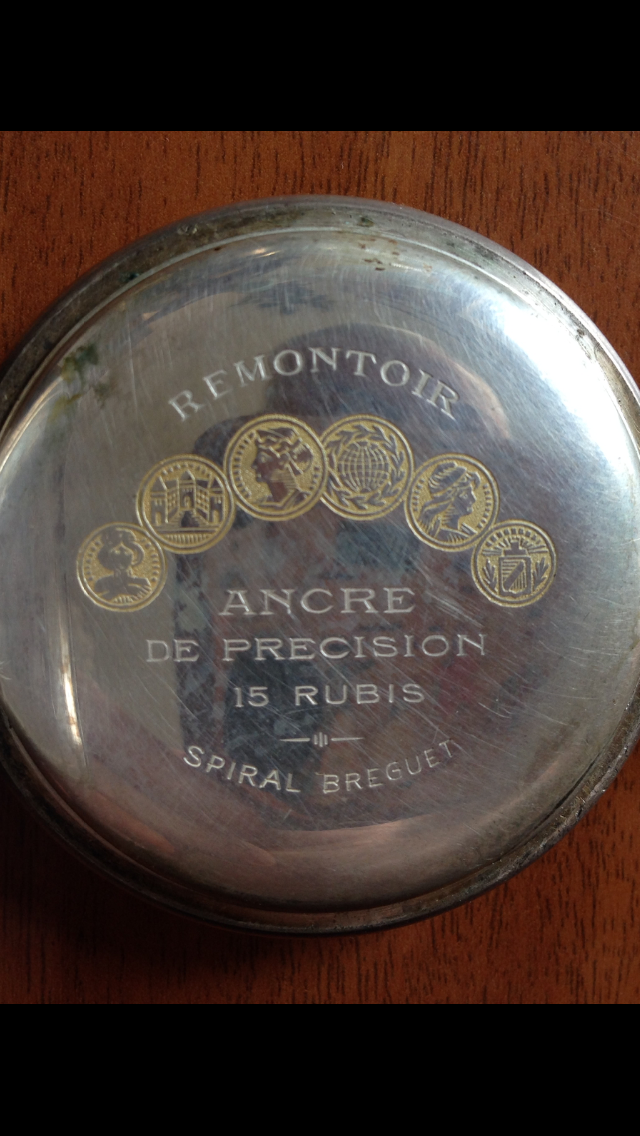 REMONTOIR
ANCRE
DE PRECISION
15 RUBIS
SPIRAL BREGUET